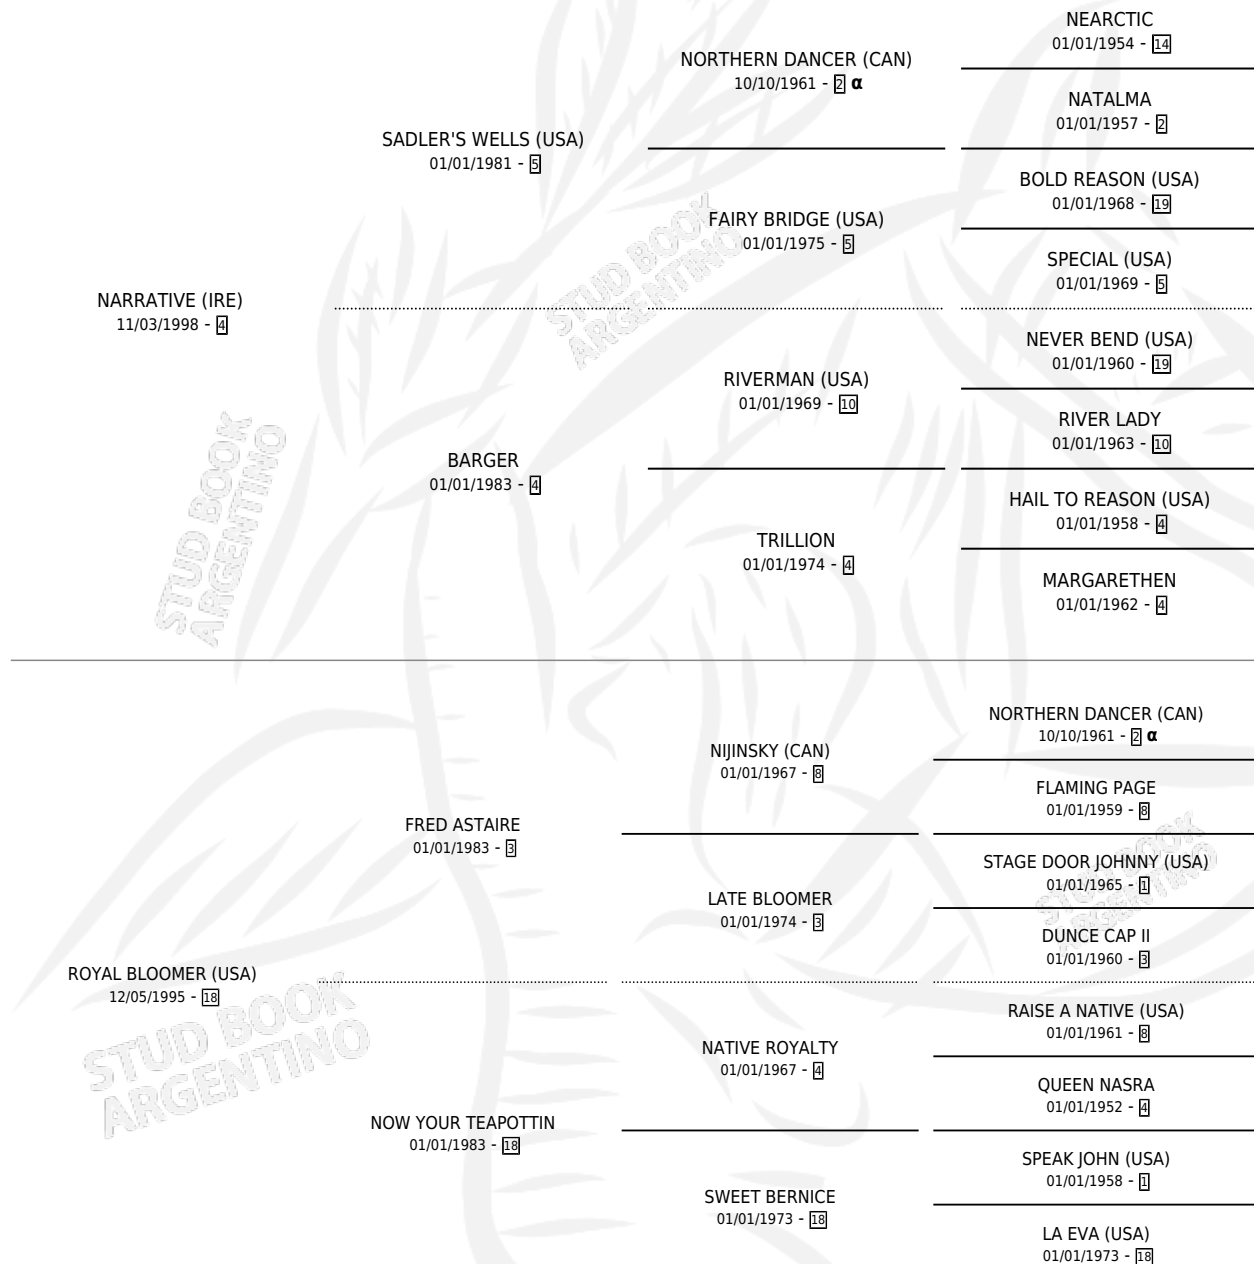 NEARCTIC
01/01/1954 - 14
NORTHERN DANCER (CAN)
10/10/1961 - 2 α
NATALMA
01/01/1957 - 2
SADLER'S WELLS (USA)
01/01/1981 - 5
BOLD REASON (USA)
01/01/1968 - 19
FAIRY BRIDGE (USA)
01/01/1975 - 5
SPECIAL (USA)
01/01/1969 - 5
STUD BOOK
ARGENTINO
NARRATIVE (IRE)
11/03/1998 - 4
NEVER BEND (USA)
01/01/1960 - 19
RIVERMAN (USA)
01/01/1969 - 10
RIVER LADY
01/01/1963 - 10
BARGER
01/01/1983 - 4
HAIL TO REASON (USA)
01/01/1958 - 4
TRILLION
01/01/1974 - 4
MARGARETHEN
01/01/1962 - 4
STUD BOOK
ARGENTINO
NORTHERN DANCER (CAN)
10/10/1961 - 2 α
NIJINSKY (CAN)
01/01/1967 - 8
FLAMING PAGE
01/01/1959 - 8
FRED ASTAIRE
01/01/1983 - 3
STAGE DOOR JOHNNY (USA)
01/01/1965 - 1
LATE BLOOMER
01/01/1974 - 3
DUNCE CAP II
01/01/1960 - 3
STUD BOOK
ARGENTINO
ROYAL BLOOMER (USA)
12/05/1995 - 18
RAISE A NATIVE (USA)
01/01/1961 - 8
NATIVE ROYALTY
01/01/1967 - 4
QUEEN NASRA
01/01/1952 - 4
STUD BOOK
ARGENTINO
NOW YOUR TEAPOTTIN
01/01/1983 - 18
SPEAK JOHN (USA)
01/01/1958 - 1
SWEET BERNICE
01/01/1973 - 18
LA EVA (USA)
01/01/1973 - 18